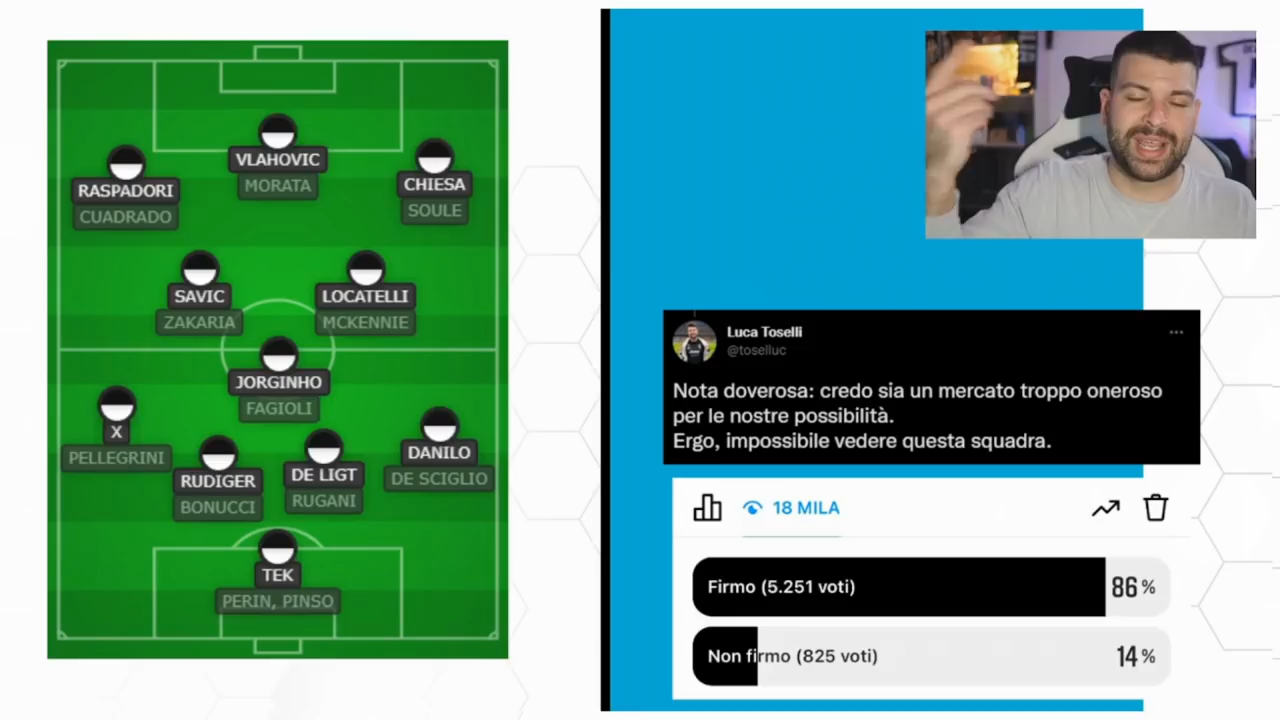 VLAHOVIC
MORATA
RASPADORI
CUADRADO
CHIESA
SOULE
SAVIC
ZAKARIA
LOCATELLI
MCKENNIE
JORGINHO
FAGIOLI
X
PELLEGRINI
RUDIGER
BONUCCI
DE LIGT
RUGANI
DANILO
DE SCIGLIO
TEK
PERIN, PINSO
Luca Toselli
@toselluc
Nota doverosa: credo sia un mercato troppo oneroso
per le nostre possibilità.
Ergo, impossibile vedere questa squadra.
18 MILA
Firmo (5.251 voti) 86%
Non firmo (825 voti) 14%